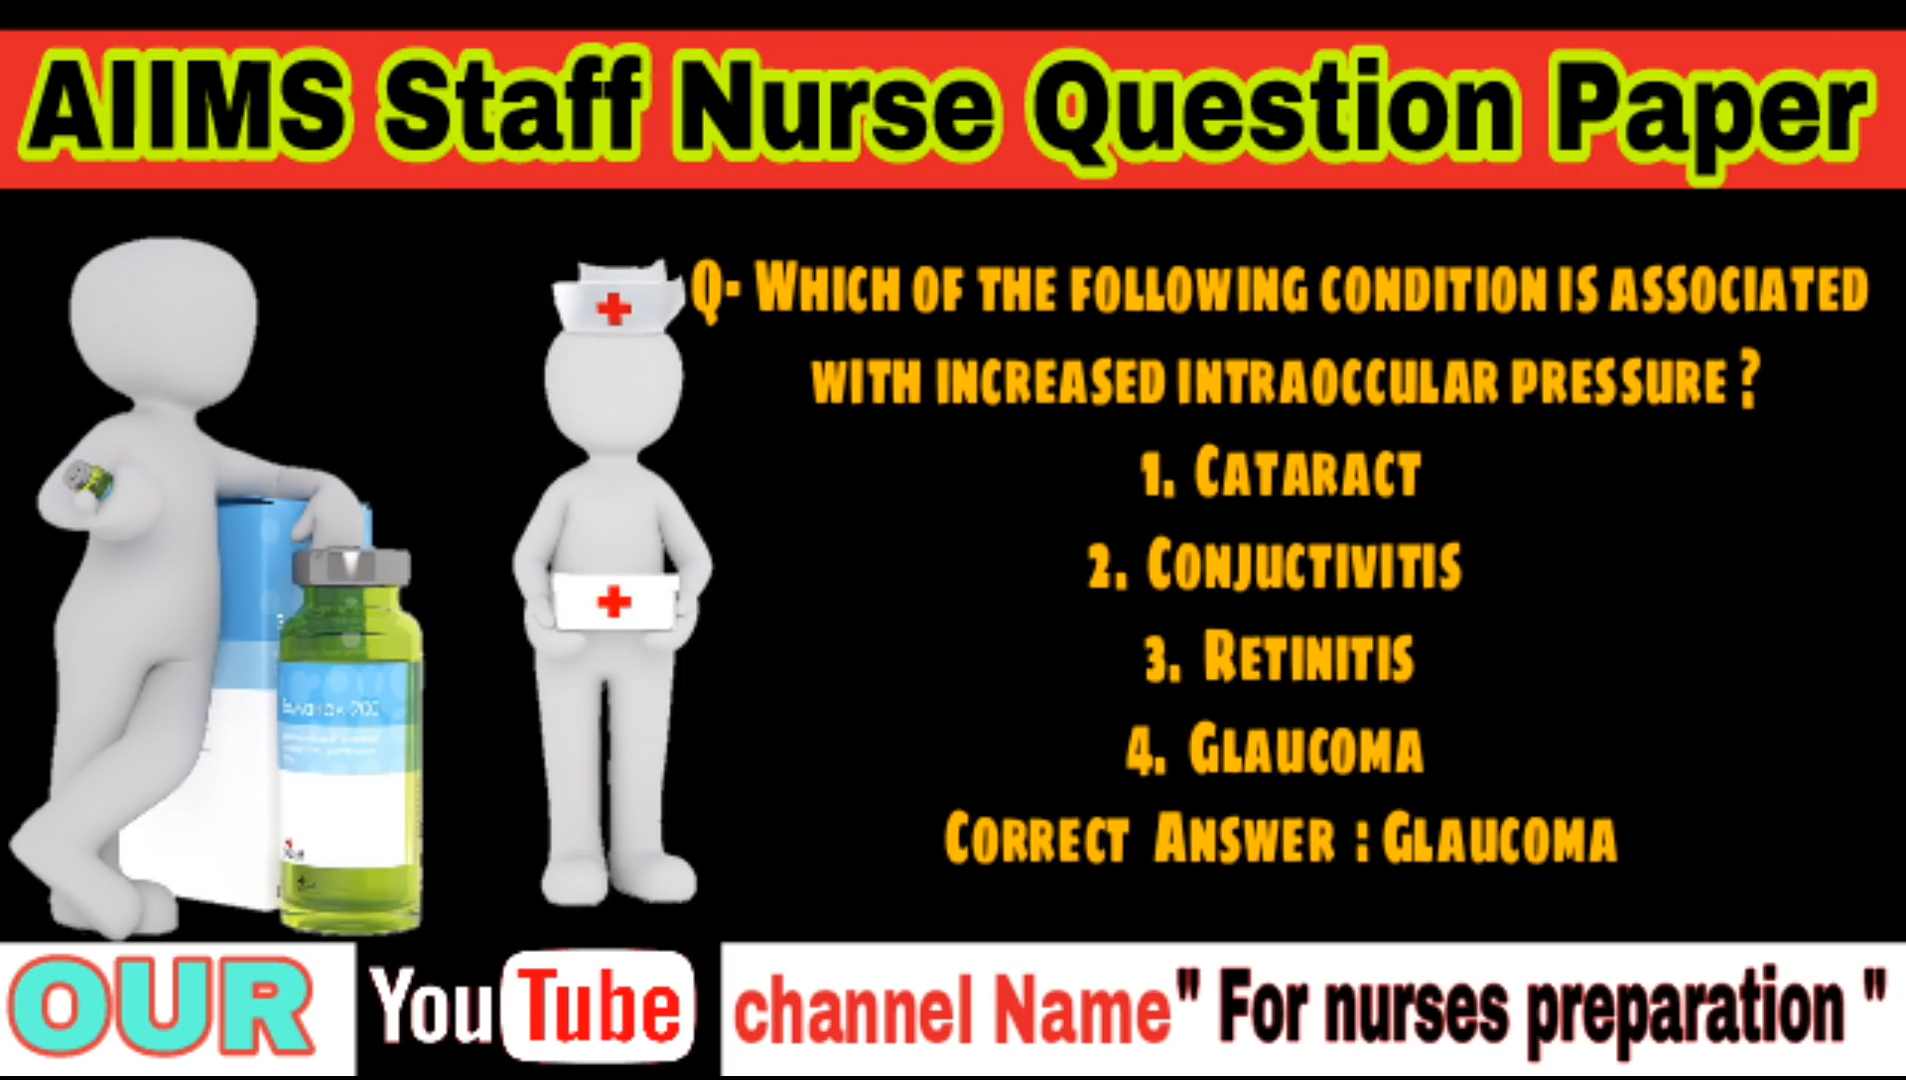 AIIMS Staff Nurse Question Paper
Q- Which of the following condition is associated
with increased intraoccular pressure ?
1. Cataract
2. Conjuctivitis
3. Retinitis
4. Glaucoma
Correct Answer : Glaucoma
OUR YouTube channel Name " For nurses preparation "